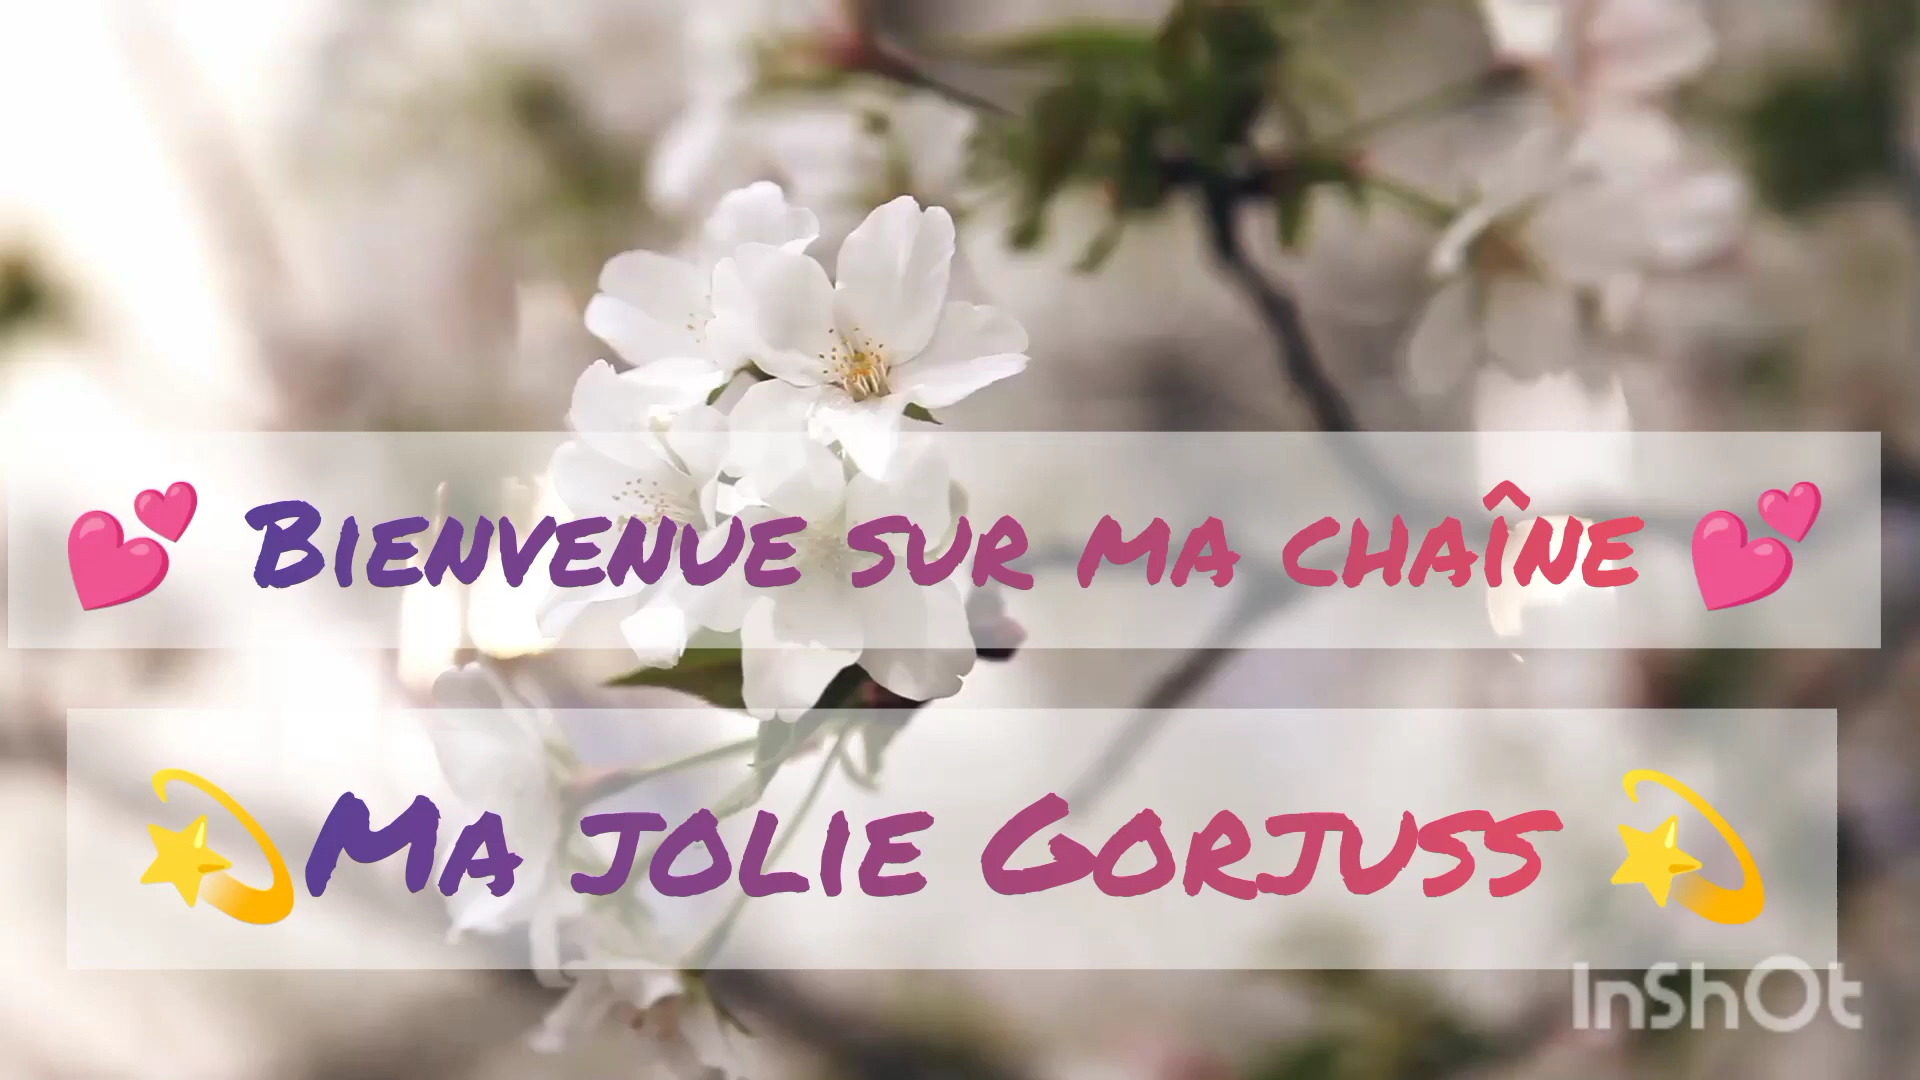 💕 Bienvenue sur ma chaîne 💕
💫 Ma jolie Gorjuss 💫
InShOt